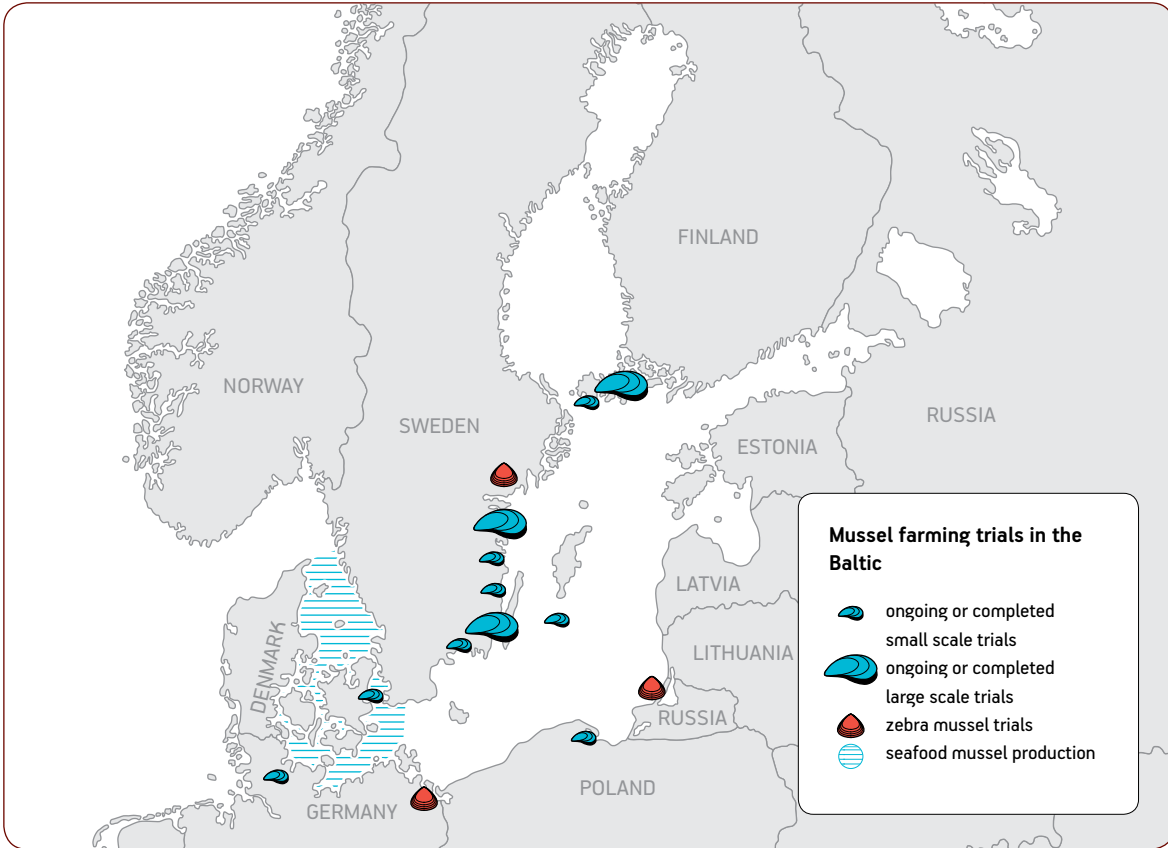 FINLAND
NORWAY
SWEDEN
RUSSIA
ESTONIA
LATVIA
DENMARK
LITHUANIA
RUSSIA
POLAND
GERMANY
Mussel farming trials in the
Baltic
ongoing or completed
small scale trials
ongoing or completed
large scale trials
zebra mussel trials
seafood mussel production